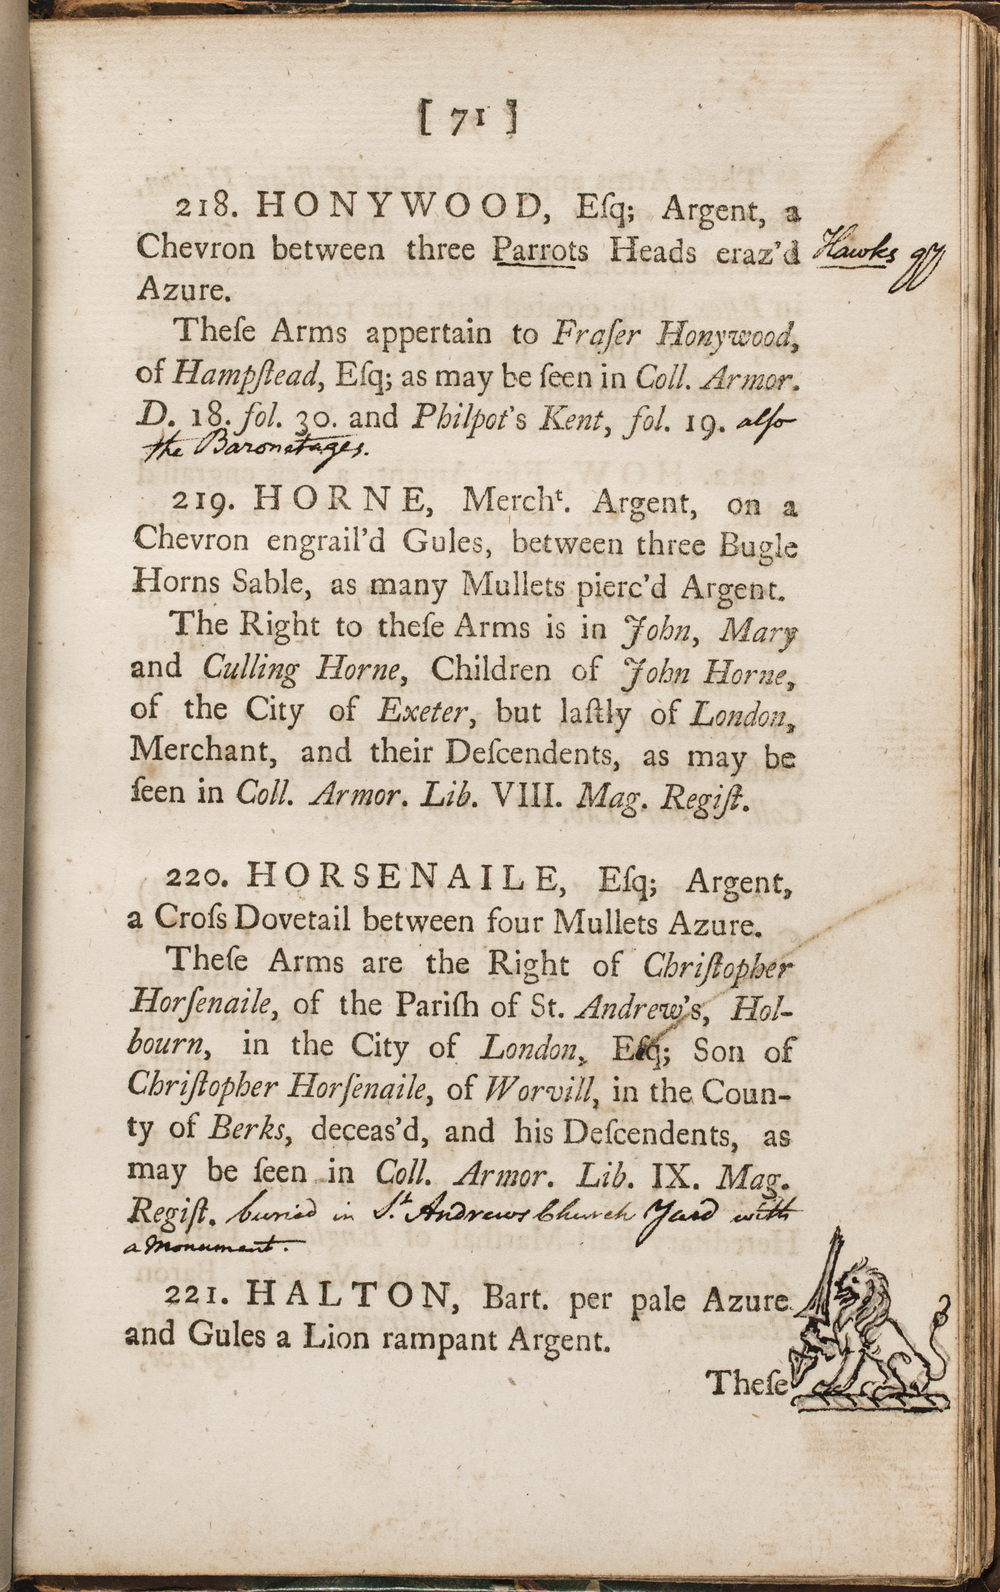 [ 71 ]
218. HONYWOOD, Eſq; Argent, a
Chevron between three Parrots Heads eraz'd Hawks
Azure.
Theſe Arms appertain to Fraſer Honywood,
of Hampſtead, Eſq; as may be ſeen in Coll. Armor.
D. 18. fol. 30. and Philpot's Kent, fol. 19. alſo
the Baronetages.
219. HORNE, Mercht. Argent, on a
Chevron engrail'd Gules, between three Bugle
Horns Sable, as many Mullets pierc'd Argent.
The Right to theſe Arms is in John, Mary
and Culling Horne, Children of John Horne,
of the City of Exeter, but laſtly of London,
Merchant, and their Deſcendents, as may be
ſeen in Coll. Armor. Lib. VIII. Mag. Regiſt.
220. HORSENAILE, Eſq; Argent,
a Croſs Dovetail between four Mullets Azure.
Theſe Arms are the Right of Chriſtopher
Horſenaile, of the Pariſh of St. Andrew's, Hol-
bourn, in the City of London, Eſq; Son of
Chriſtopher Horſenaile, of Worvill, in the Coun-
ty of Berks, deceas'd, and his Deſcendents, as
may be ſeen in Coll. Armor. Lib. IX. Mag.
Regiſt. buried in St. Andrews Church Yard with
a Monument.
221. HALTON, Bart. per pale Azure
and Gules a Lion rampant Argent.
Theſe